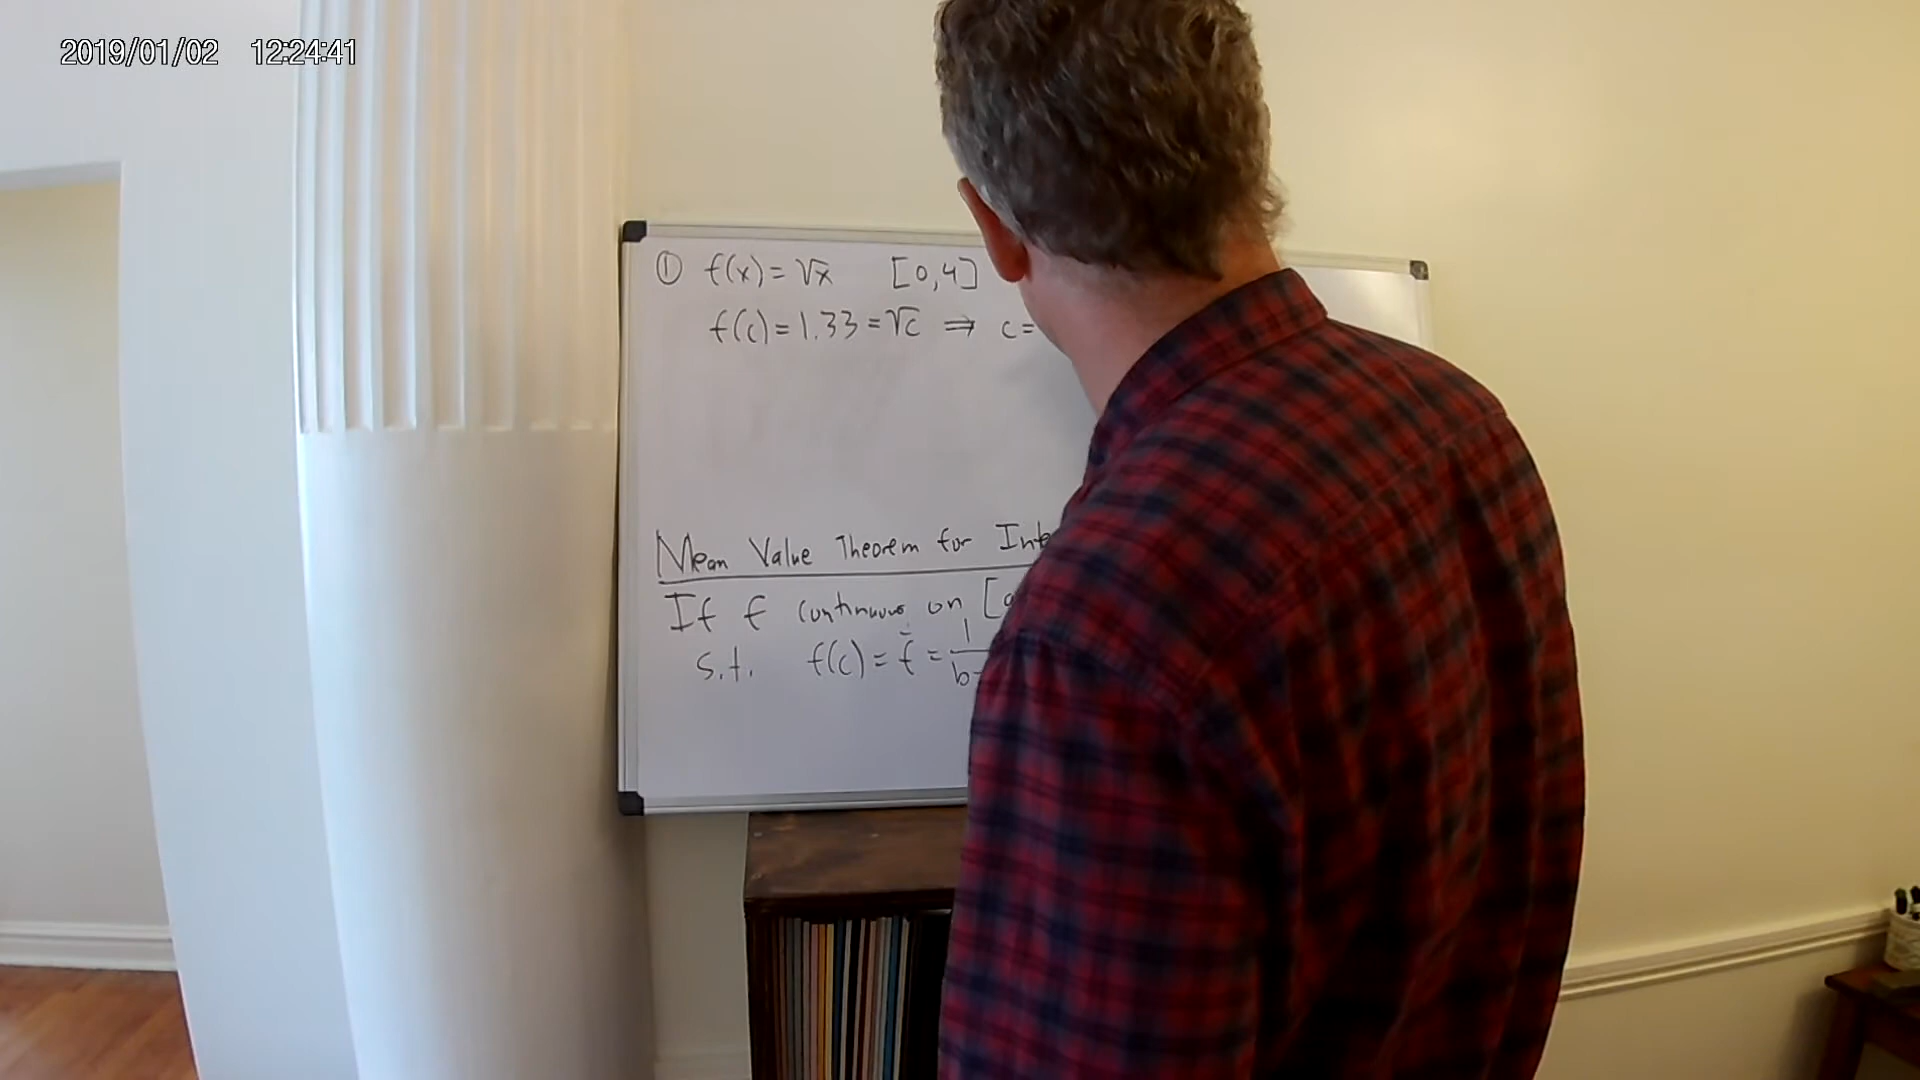 2019/01/02 12:24:41
① f(x) = √x [0,4]
f(c) = 1.33 = √c ⇒ c =
Mean Value Theorem for Inte
If f continuous on [a
s.t. f(c) = f̄ = 1/b-